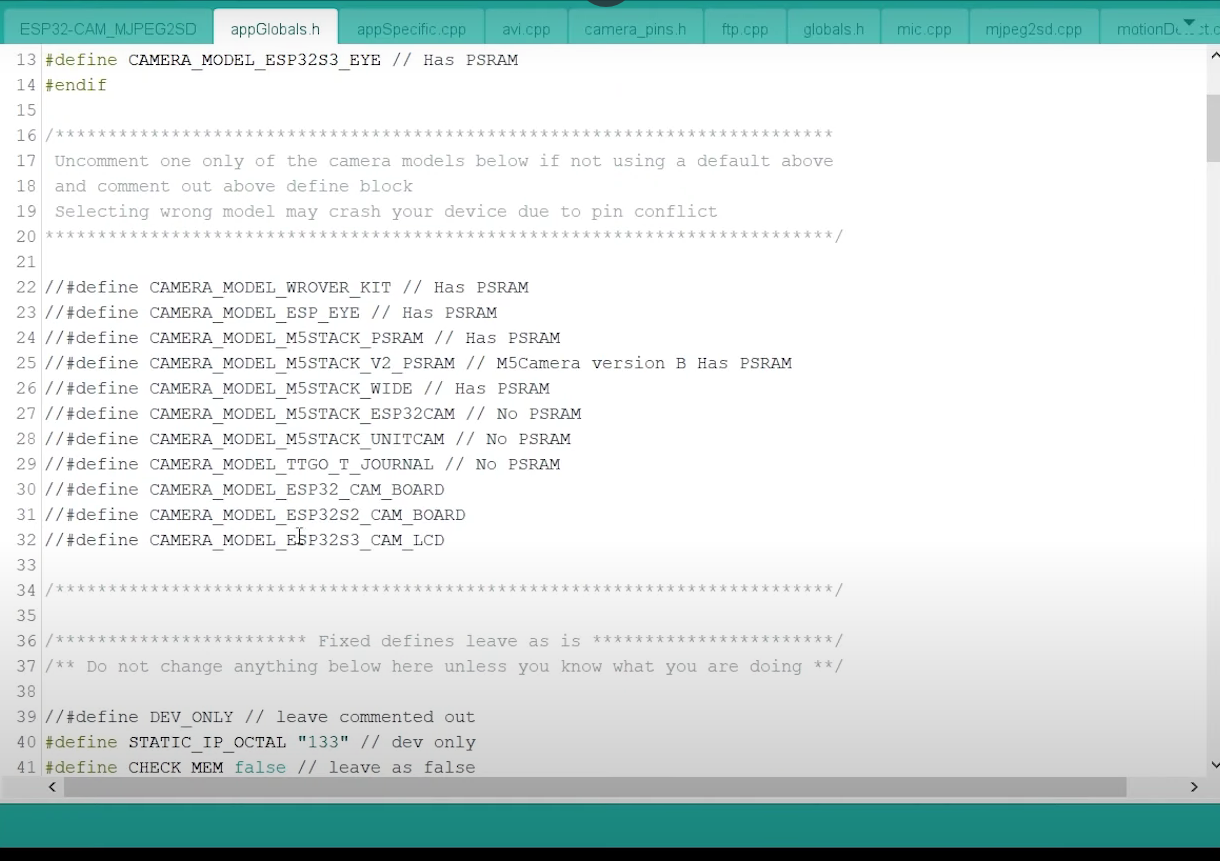 ESP32-CAM_MJPEG2SD appGlobals.h appSpecific.cpp avi.cpp camera_pins.h ftp.cpp globals.h mic.cpp mjpeg2sd.cpp
13 #define CAMERA_MODEL_ESP32S3_EYE // Has PSRAM
14 #endif
15
16 /**************************************************************************
17 Uncomment one only of the camera models below if not using a default above
18 and comment out above define block
19 Selecting wrong model may crash your device due to pin conflict
20 ***************************************************************************/
21
22 //#define CAMERA_MODEL_WROVER_KIT // Has PSRAM
23 //#define CAMERA_MODEL_ESP_EYE // Has PSRAM
24 //#define CAMERA_MODEL_M5STACK_PSRAM // Has PSRAM
25 //#define CAMERA_MODEL_M5STACK_V2_PSRAM // M5Camera version B Has PSRAM
26 //#define CAMERA_MODEL_M5STACK_WIDE // Has PSRAM
27 //#define CAMERA_MODEL_M5STACK_ESP32CAM // No PSRAM
28 //#define CAMERA_MODEL_M5STACK_UNITCAM // No PSRAM
29 //#define CAMERA_MODEL_TTGO_T_JOURNAL // No PSRAM
30 //#define CAMERA_MODEL_ESP32_CAM_BOARD
31 //#define CAMERA_MODEL_ESP32S2_CAM_BOARD
32 //#define CAMERA_MODEL_ESP32S3_CAM_LCD
33
34 /**************************************************************************/
35
36 /************************ Fixed defines leave as is ***********************/
37 /** Do not change anything below here unless you know what you are doing **/
38
39 //#define DEV_ONLY // leave commented out
40 #define STATIC_IP_OCTAL "133" // dev only
41 #define CHECK_MEM false // leave as false